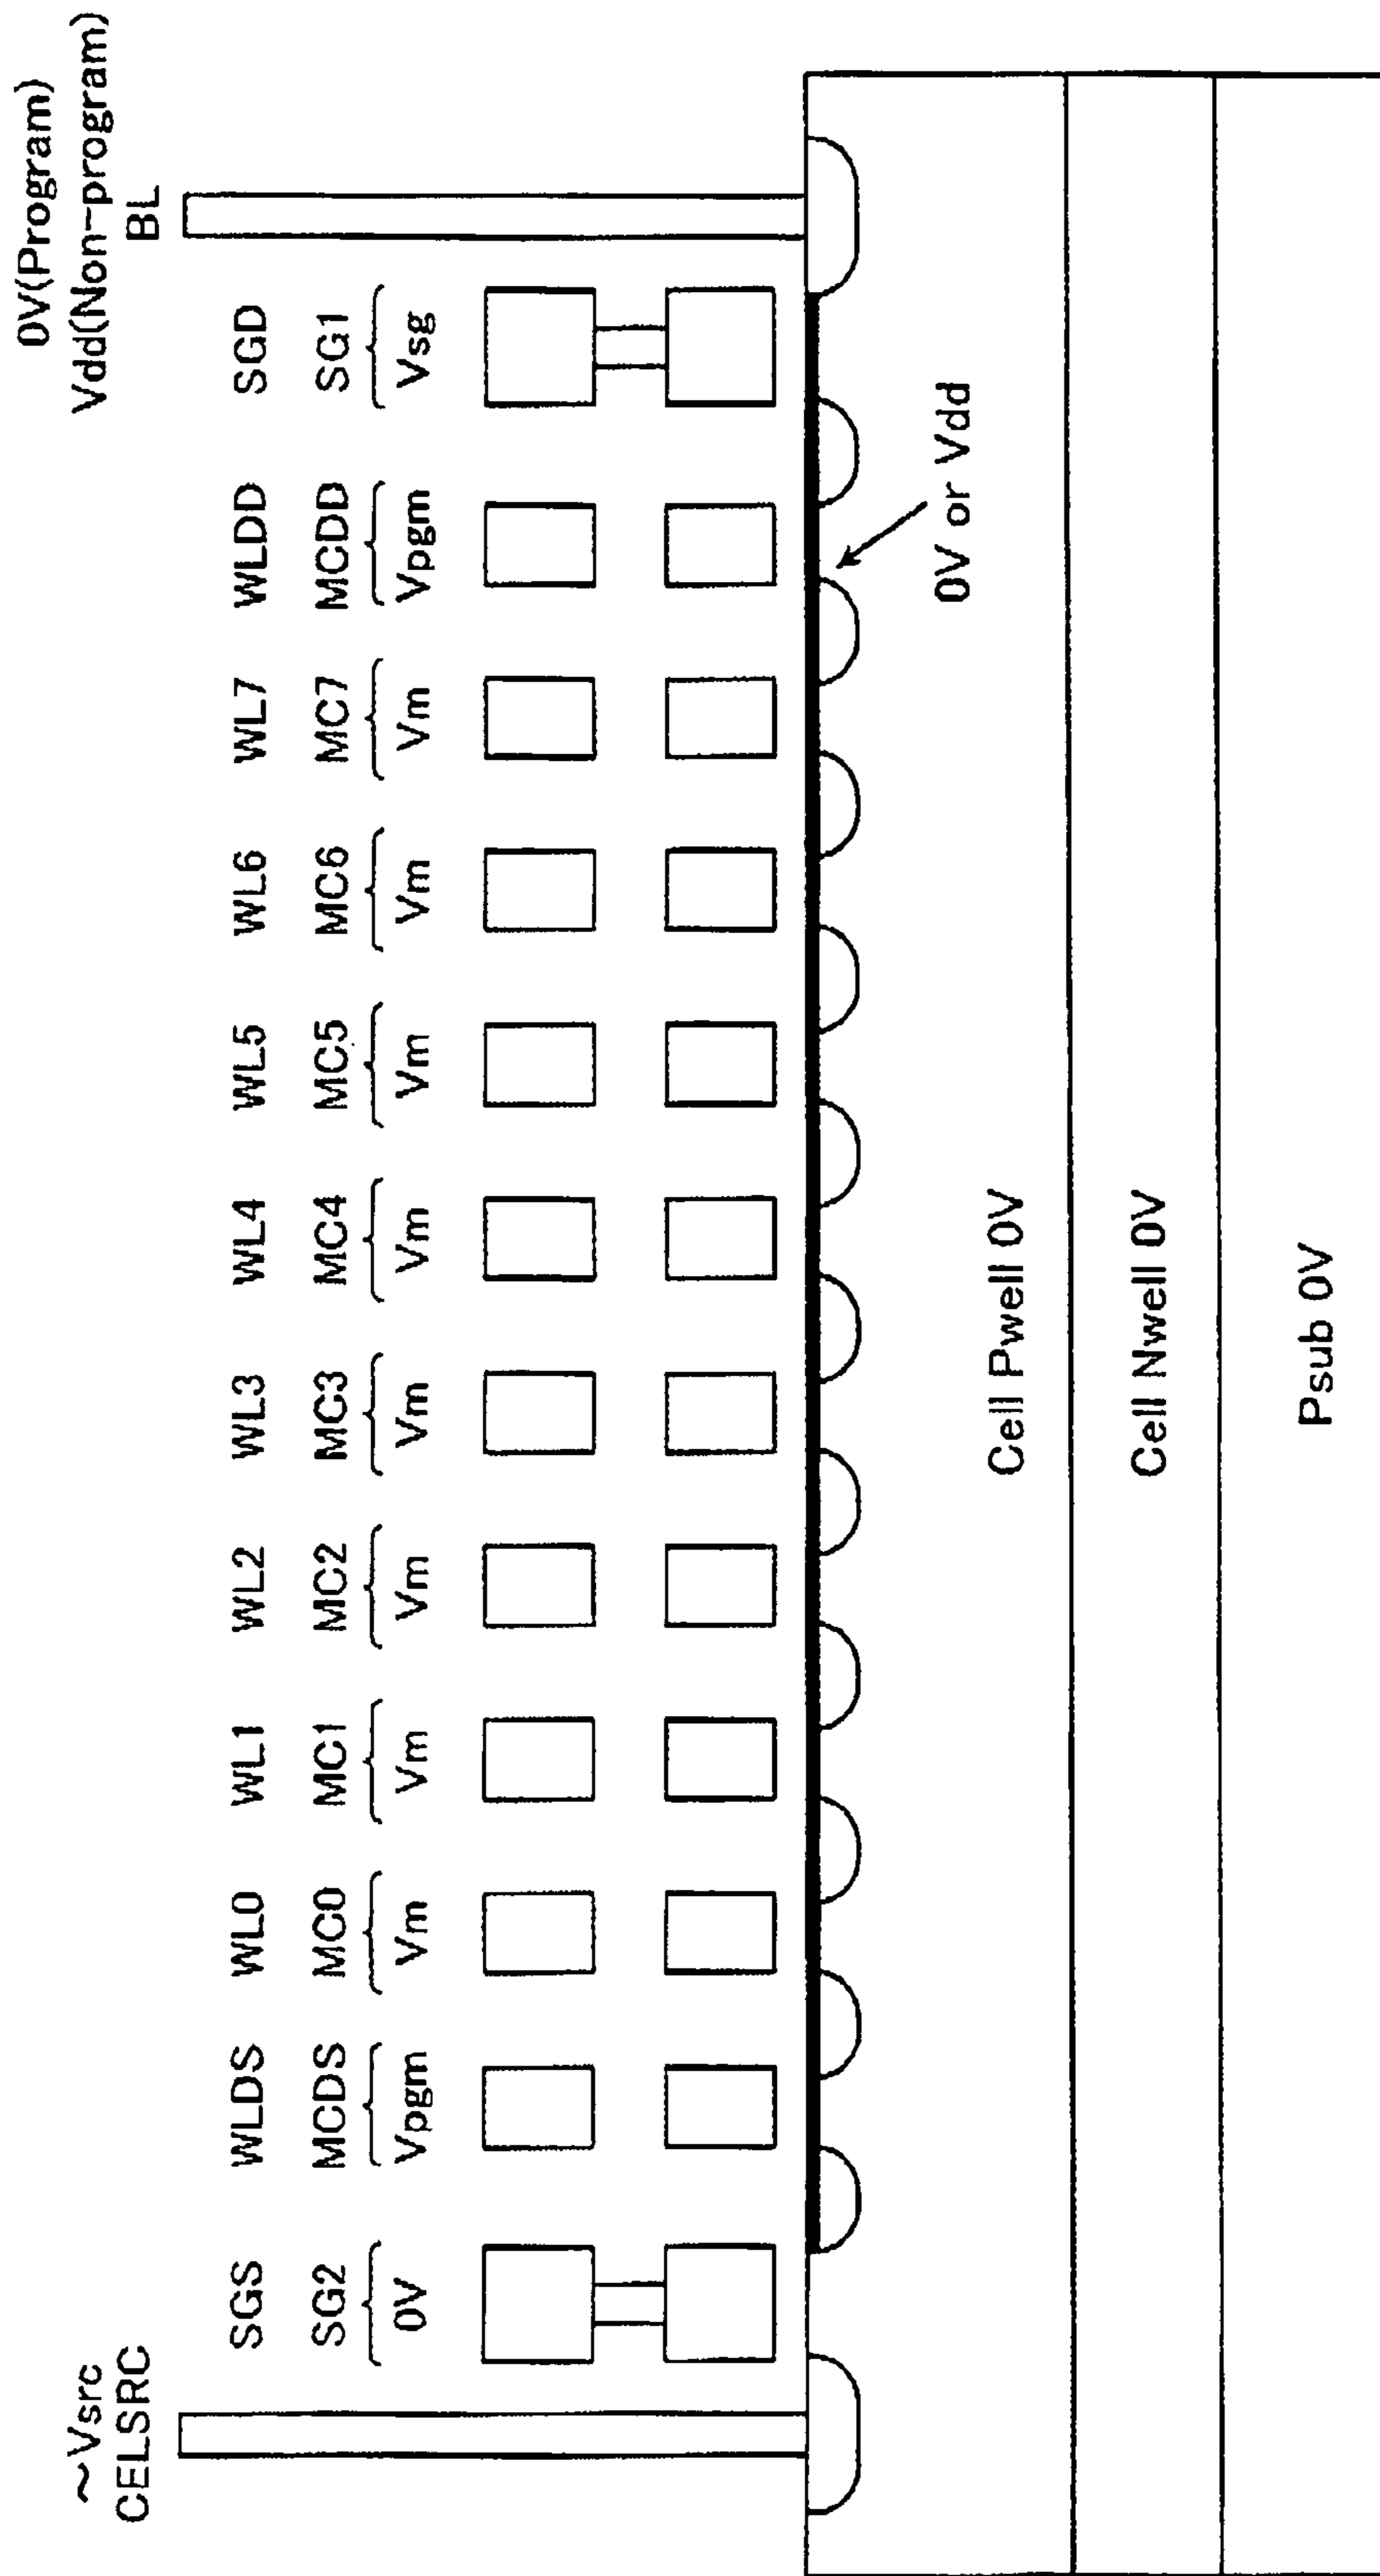 0V(Program)
Vdd(Non-program)
~Vsrc
CELSRC
BL
SGS WLDS WL0 WL1 WL2 WL3 WL4 WL5 WL6 WL7 WLDD SGD
SG2 MCDS MC0 MC1 MC2 MC3 MC4 MC5 MC6 MC7 MCDD SG1
0V Vpgm Vm Vm Vm Vm Vm Vm Vm Vm Vpgm Vsg
0V or Vdd
Cell Pwell 0V
Cell Nwell 0V
Psub 0V